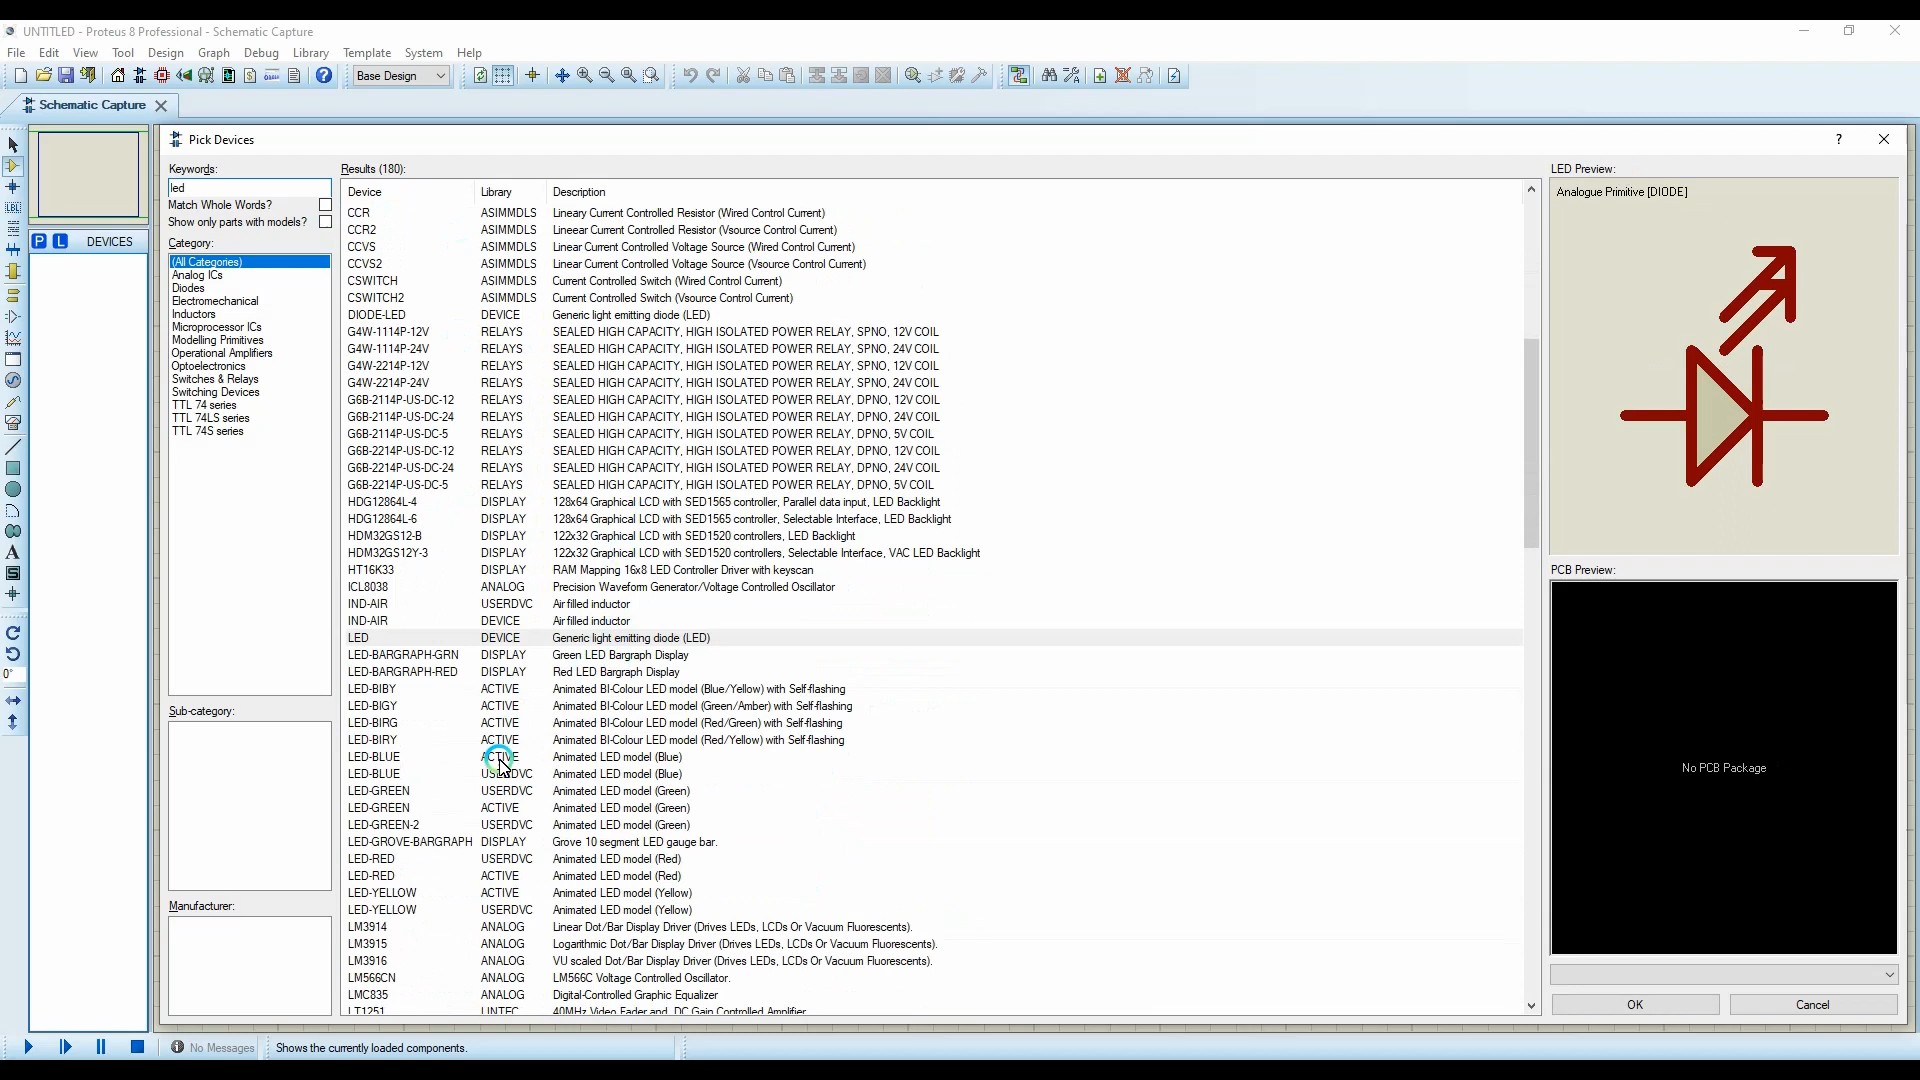 UNTITLED - Proteus 8 Professional - Schematic Capture
File Edit View Tool Design Graph Debug Library Template System Help
Base Design
Schematic Capture
Pick Devices
Keywords:
led
Match Whole Words?
Show only parts with models?
Category:
(All Categories)
Analog ICs
Diodes
Electromechanical
Inductors
Microprocessor ICs
Modelling Primitives
Operational Amplifiers
Optoelectronics
Switches & Relays
Switching Devices
TTL 74 series
TTL 74LS series
TTL 74S series
Sub-category:
Manufacturer:
P L DEVICES
LBL
A
S
0°
Results (180):
Device Library Description
CCR ASIMMDLS Lineary Current Controlled Resistor (Wired Control Current)
CCR2 ASIMMDLS Lineear Current Controlled Resistor (Vsource Control Current)
CCVS ASIMMDLS Linear Current Controlled Voltage Source (Wired Control Current)
CCVS2 ASIMMDLS Linear Current Controlled Voltage Source (Vsource Control Current)
CSWITCH ASIMMDLS Current Controlled Switch (Wired Control Current)
CSWITCH2 ASIMMDLS Current Controlled Switch (Vsource Control Current)
DIODE-LED DEVICE Generic light emitting diode (LED)
G4W-1114P-12V RELAYS SEALED HIGH CAPACITY, HIGH ISOLATED POWER RELAY, SPNO, 12V COIL
G4W-1114P-24V RELAYS SEALED HIGH CAPACITY, HIGH ISOLATED POWER RELAY, SPNO, 24V COIL
G4W-2214P-12V RELAYS SEALED HIGH CAPACITY, HIGH ISOLATED POWER RELAY, SPNO, 12V COIL
G4W-2214P-24V RELAYS SEALED HIGH CAPACITY, HIGH ISOLATED POWER RELAY, SPNO, 24V COIL
G6B-2114P-US-DC-12 RELAYS SEALED HIGH CAPACITY, HIGH ISOLATED POWER RELAY, DPNO, 12V COIL
G6B-2114P-US-DC-24 RELAYS SEALED HIGH CAPACITY, HIGH ISOLATED POWER RELAY, DPNO, 24V COIL
G6B-2114P-US-DC-5 RELAYS SEALED HIGH CAPACITY, HIGH ISOLATED POWER RELAY, DPNO, 5V COIL
G6B-2214P-US-DC-12 RELAYS SEALED HIGH CAPACITY, HIGH ISOLATED POWER RELAY, DPNO, 12V COIL
G6B-2214P-US-DC-24 RELAYS SEALED HIGH CAPACITY, HIGH ISOLATED POWER RELAY, DPNO, 24V COIL
G6B-2214P-US-DC-5 RELAYS SEALED HIGH CAPACITY, HIGH ISOLATED POWER RELAY, DPNO, 5V COIL
HDG12864L-4 DISPLAY 128x64 Graphical LCD with SED1565 controller, Parallel data input, LED Backlight
HDG12864L-6 DISPLAY 128x64 Graphical LCD with SED1565 controller, Selectable Interface, LED Backlight
HDM32GS12-B DISPLAY 122x32 Graphical LCD with SED1520 controllers, LED Backlight
HDM32GS12Y-3 DISPLAY 122x32 Graphical LCD with SED1520 controllers, Selectable Interface, VAC LED Backlight
HT16K33 DISPLAY RAM Mapping 16x8 LED Controller Driver with keyscan
ICL8038 ANALOG Precision Waveform Generator/Voltage Controlled Oscillator
IND-AIR USERDVC Air filled inductor
IND-AIR DEVICE Air filled inductor
LED DEVICE Generic light emitting diode (LED)
LED-BARGRAPH-GRN DISPLAY Green LED Bargraph Display
LED-BARGRAPH-RED DISPLAY Red LED Bargraph Display
LED-BIBY ACTIVE Animated BI-Colour LED model (Blue/Yellow) with Self-flashing
LED-BIGY ACTIVE Animated BI-Colour LED model (Green/Amber) with Self-flashing
LED-BIRG ACTIVE Animated BI-Colour LED model (Red/Green) with Self-flashing
LED-BIRY ACTIVE Animated BI-Colour LED model (Red/Yellow) with Self-flashing
LED-BLUE ACTIVE Animated LED model (Blue)
LED-BLUE USERDVC Animated LED model (Blue)
LED-GREEN USERDVC Animated LED model (Green)
LED-GREEN ACTIVE Animated LED model (Green)
LED-GREEN-2 USERDVC Animated LED model (Green)
LED-GROVE-BARGRAPH DISPLAY Grove 10 segment LED gauge bar.
LED-RED USERDVC Animated LED model (Red)
LED-RED ACTIVE Animated LED model (Red)
LED-YELLOW ACTIVE Animated LED model (Yellow)
LED-YELLOW USERDVC Animated LED model (Yellow)
LM3914 ANALOG Linear Dot/Bar Display Driver (Drives LEDs, LCDs Or Vacuum Fluorescents).
LM3915 ANALOG Logarithmic Dot/Bar Display Driver (Drives LEDs, LCDs Or Vacuum Fluorescents).
LM3916 ANALOG VU scaled Dot/Bar Display Driver (Drives LEDs, LCDs Or Vacuum Fluorescents).
LM566CN ANALOG LM566C Voltage Controlled Oscillator.
LMC835 ANALOG Digital-Controlled Graphic Equalizer
LT1251 LINTEC 40MHz Video Fader and DC Gain Controlled Amplifier
LED Preview:
Analogue Primitive [DIODE]
PCB Preview:
No PCB Package
OK Cancel
No Messages
Shows the currently loaded components.